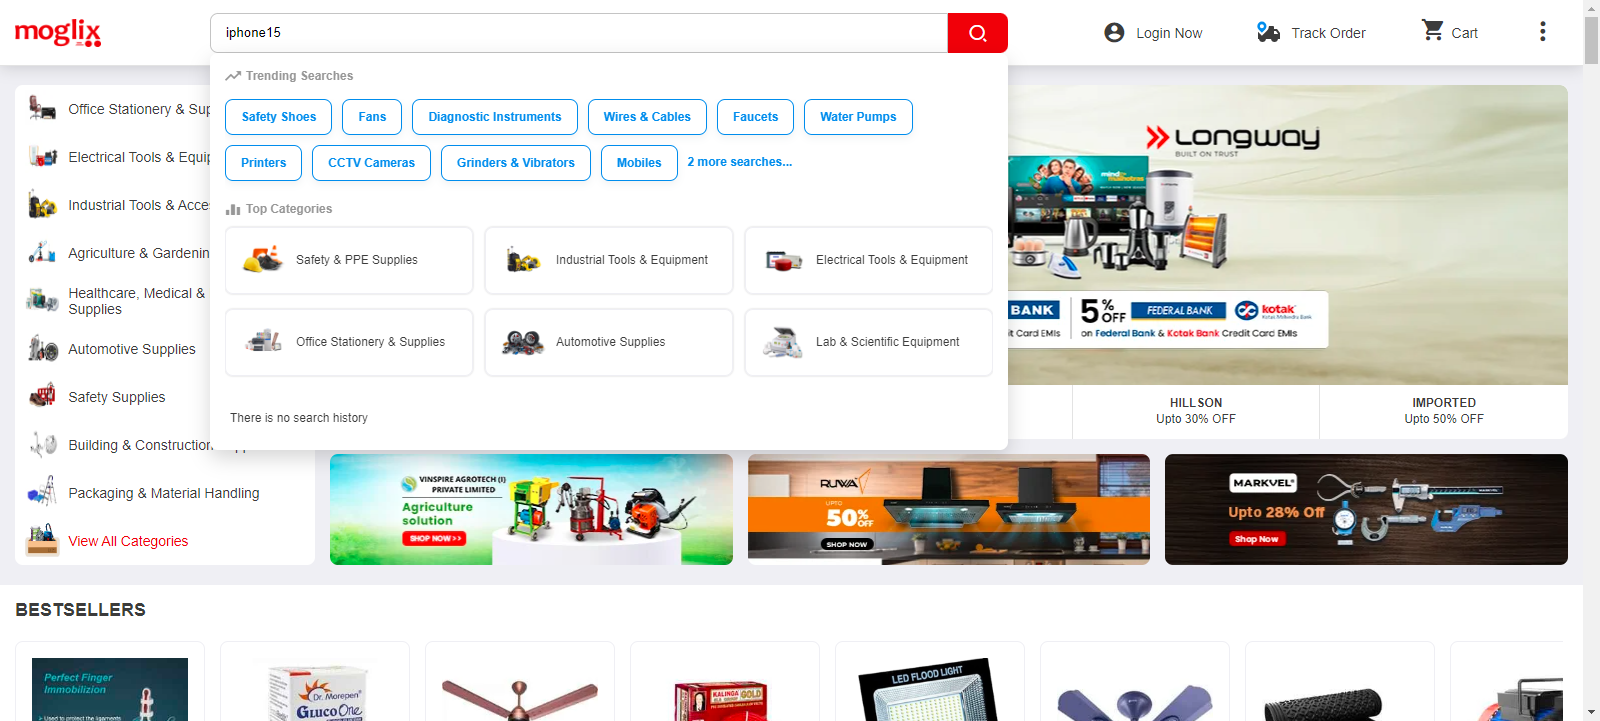 moglix
iphone15
Login Now
Track Order
Cart
Trending Searches
Safety Shoes
Fans
Diagnostic Instruments
Wires & Cables
Faucets
Water Pumps
Printers
CCTV Cameras
Grinders & Vibrators
Mobiles
2 more searches...
Top Categories
Safety & PPE Supplies
Industrial Tools & Equipment
Electrical Tools & Equipment
Office Stationery & Supplies
Automotive Supplies
Lab & Scientific Equipment
There is no search history
Office Stationery & Sup
Electrical Tools & Equip
Industrial Tools & Acce
Agriculture & Gardenin
Healthcare, Medical &
Supplies
Automotive Supplies
Safety Supplies
Building & Construction
Packaging & Material Handling
View All Categories
LONGWAY
BUILT ON TRUST
BANK
it Card EMIs
5% OFF
FEDERAL BANK
kotak
Kotak Mahindra Bank
on Federal Bank & Kotak Bank Credit Card EMIs
HILLSON
Upto 30% OFF
IMPORTED
Upto 50% OFF
VINSPIRE AGROTECH (I)
PRIVATE LIMITED
Agriculture
solution
SHOP NOW >>
RUWA
UPTO
50% OFF
SHOP NOW
MARKVEL
Upto 28% Off
Shop Now
BESTSELLERS
Perfect Finger
Immobilizion
Used to protect the ligaments
Dr. Morepen
GlucoOne
KALINGA
GOLD
LED FLOOD LIGHT